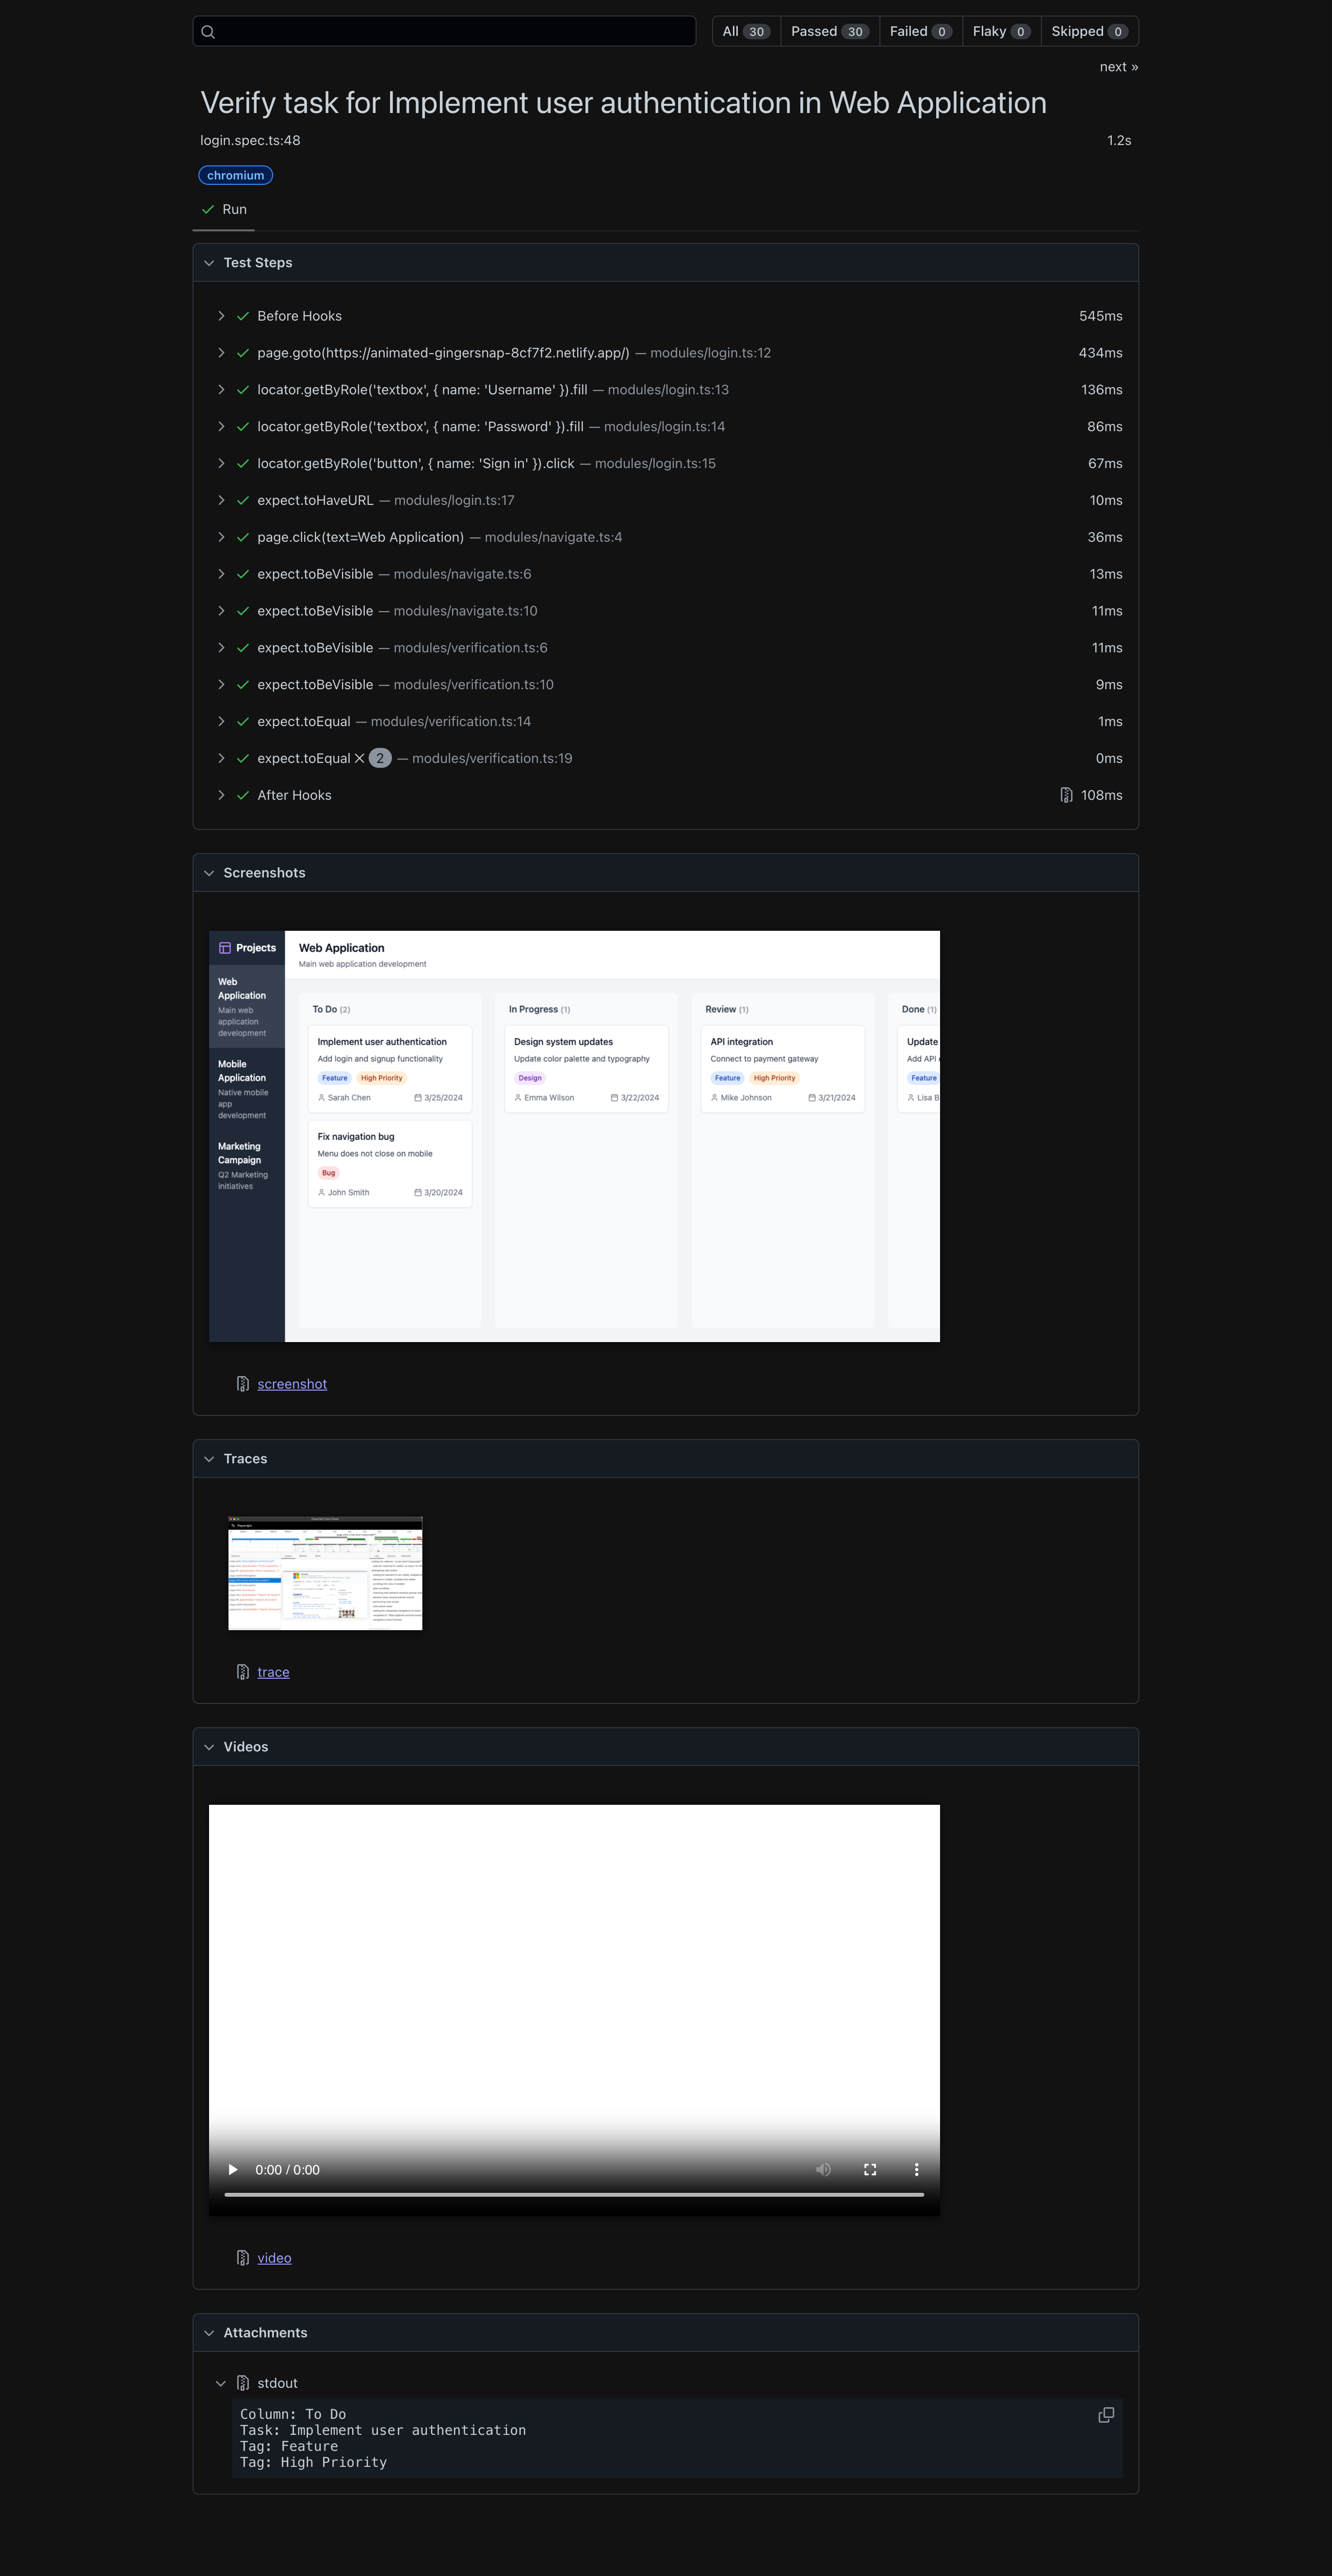 All 30 Passed 30 Failed 0 Flaky 0 Skipped 0
next »
Verify task for Implement user authentication in Web Application
login.spec.ts:48 1.2s
chromium
Run
Test Steps
Before Hooks 545ms
page.goto(https://animated-gingersnap-8cf7f2.netlify.app/) — modules/login.ts:12 434ms
locator.getByRole('textbox', { name: 'Username' }).fill — modules/login.ts:13 136ms
locator.getByRole('textbox', { name: 'Password' }).fill — modules/login.ts:14 86ms
locator.getByRole('button', { name: 'Sign in' }).click — modules/login.ts:15 67ms
expect.toHaveURL — modules/login.ts:17 10ms
page.click(text=Web Application) — modules/navigate.ts:4 36ms
expect.toBeVisible — modules/navigate.ts:6 13ms
expect.toBeVisible — modules/navigate.ts:10 11ms
expect.toBeVisible — modules/verification.ts:6 11ms
expect.toBeVisible — modules/verification.ts:10 9ms
expect.toEqual — modules/verification.ts:14 1ms
expect.toEqual × 2 — modules/verification.ts:19 0ms
After Hooks 108ms
Screenshots
Projects
Web
Application
Main web
application
development
Mobile
Application
Native mobile
app
development
Marketing
Campaign
Q2 Marketing
initiatives
Web Application
Main web application development
To Do (2)
Implement user authentication
Add login and signup functionality
Feature High Priority
Sarah Chen 3/25/2024
Fix navigation bug
Menu does not close on mobile
Bug
John Smith 3/20/2024
In Progress (1)
Design system updates
Update color palette and typography
Design
Emma Wilson 3/22/2024
Review (1)
API integration
Connect to payment gateway
Feature High Priority
Mike Johnson 3/21/2024
Done (1)
Update
Add API
Feature
Lisa B
screenshot
Traces
trace
Videos
0:00 / 0:00
video
Attachments
stdout
Column: To Do
Task: Implement user authentication
Tag: Feature
Tag: High Priority